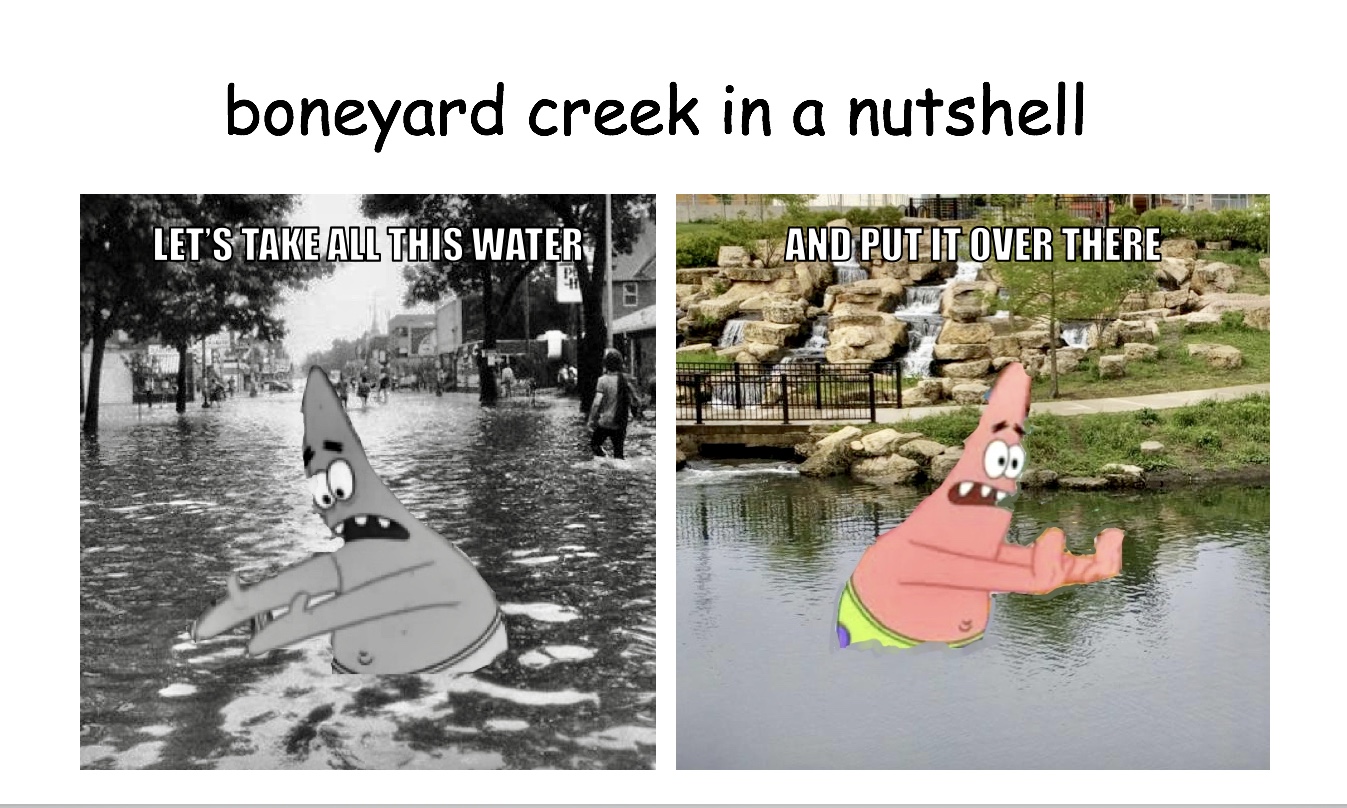 boneyard creek in a nutshell
LET'S TAKE ALL THIS WATER
AND PUT IT OVER THERE